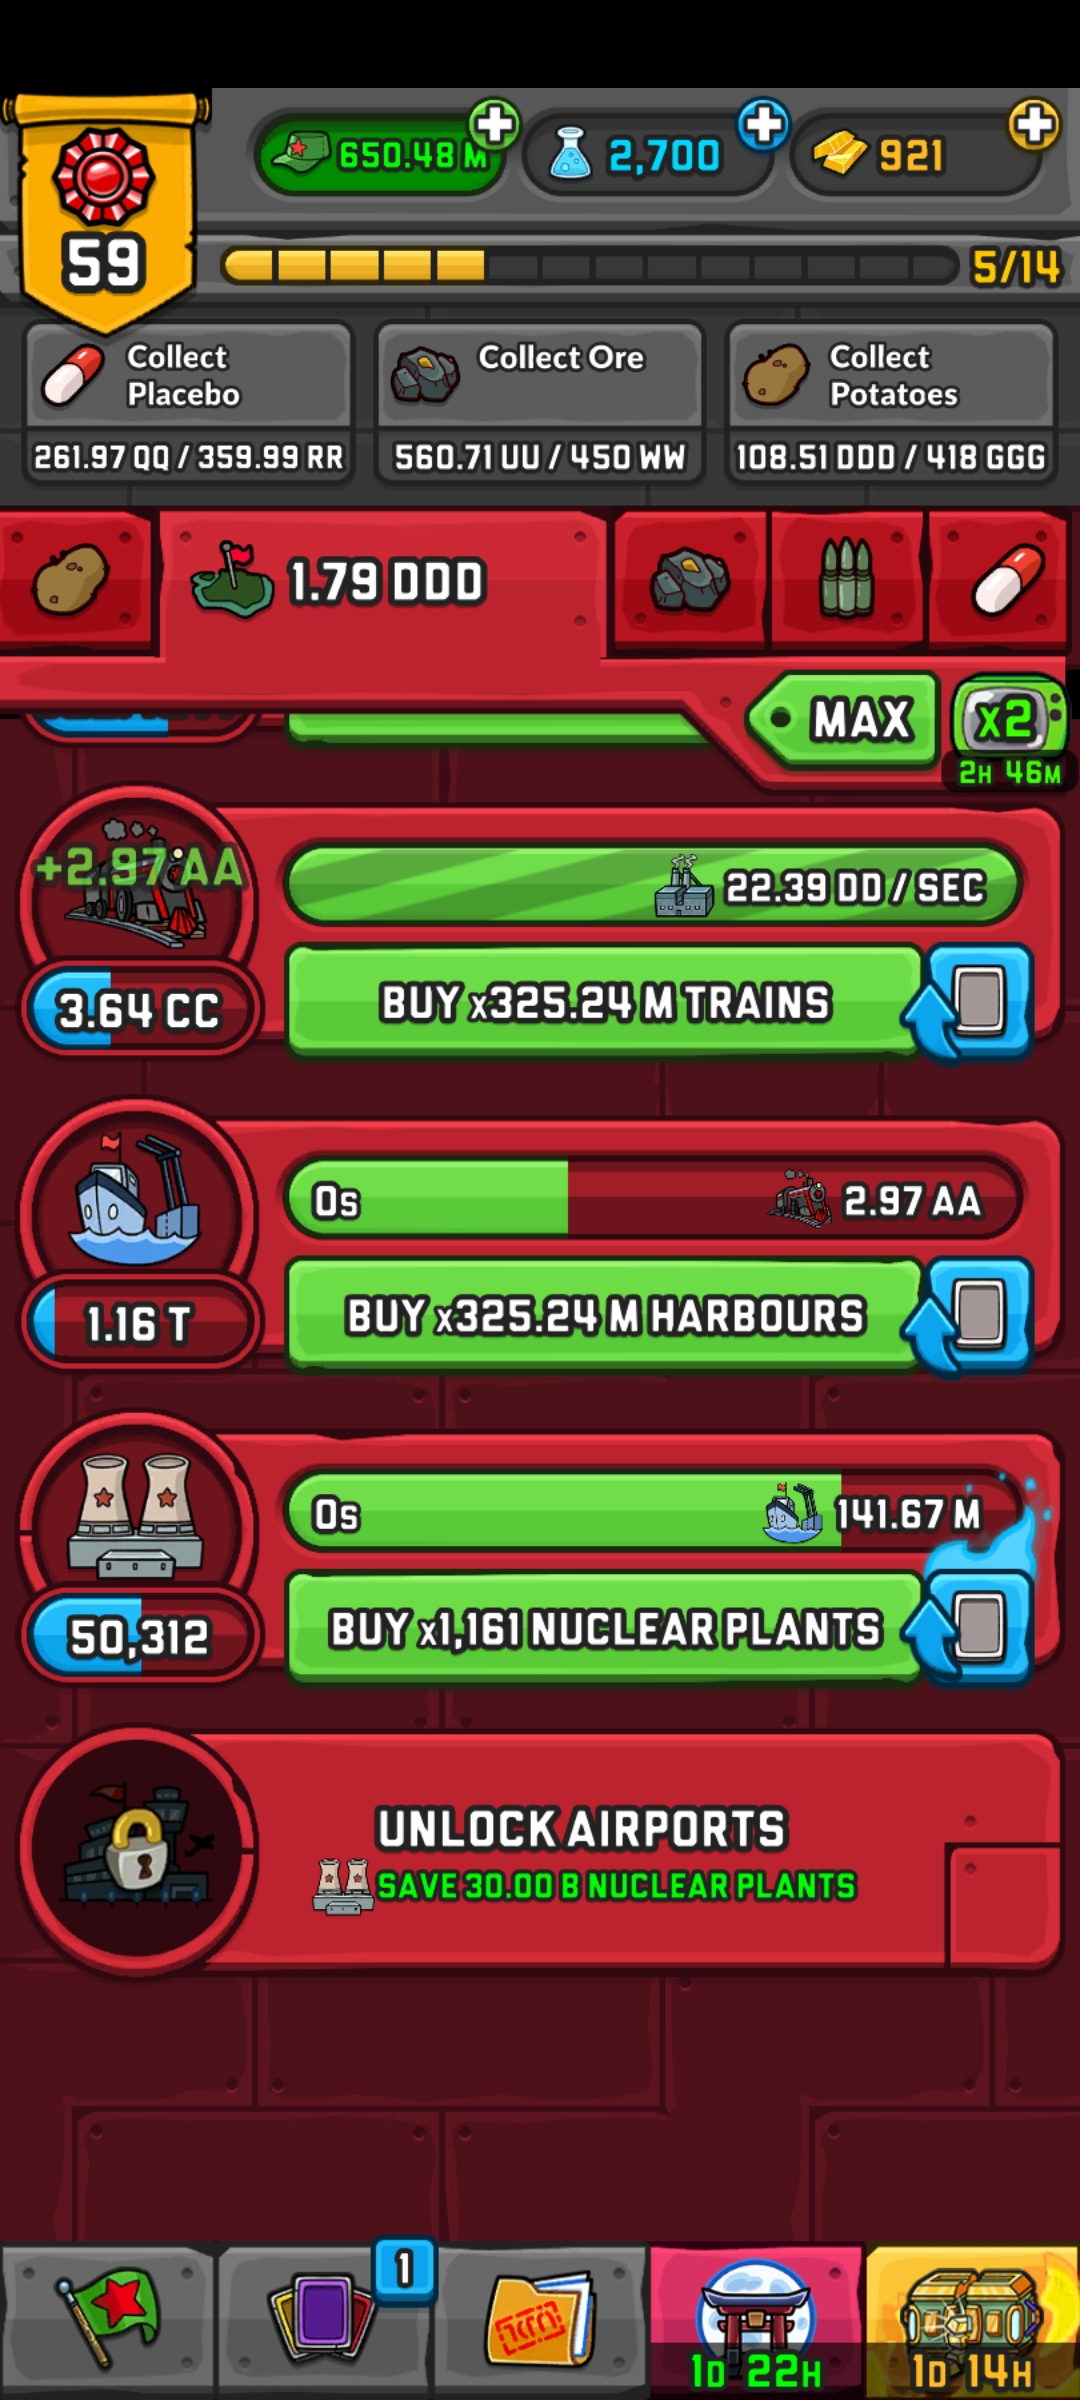 650.48 M
2,700
921
59
5/14
Collect
Placebo
261.97 QQ / 359.99 RR
Collect Ore
560.71 UU / 450 WW
Collect
Potatoes
108.51 DDD / 418 GGG
1.79 DDD
MAX
x2
2H 46M
+2.97 AA
22.39 DD / SEC
3.64 CC
BUY x325.24 M TRAINS
0s
2.97 AA
1.16 T
BUY x325.24 M HARBOURS
0s
141.67 M
50,312
BUY x1,161 NUCLEAR PLANTS
UNLOCK AIRPORTS
SAVE 30.00 B NUCLEAR PLANTS
1
1D 22H
1D 14H